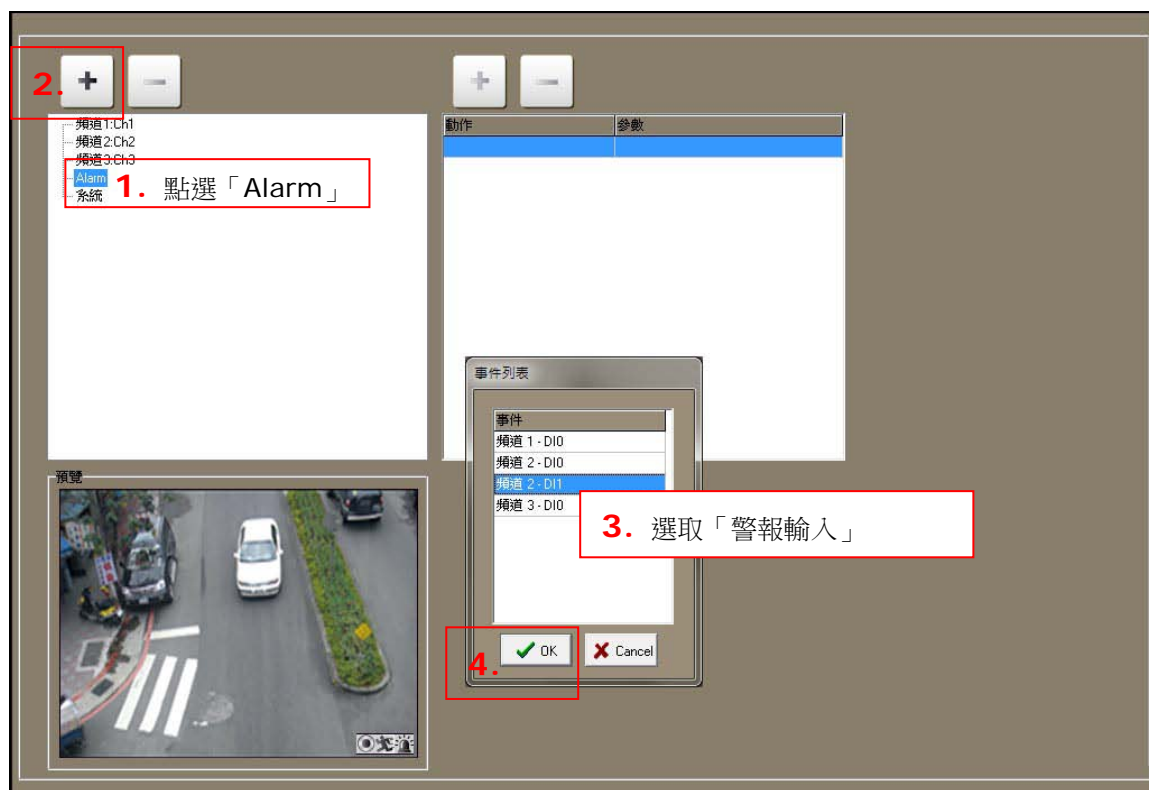 2.
+
−
+
−
頻道1:Ch1
頻道2:Ch2
頻道3:Ch3
Alarm
系統
1. 點選「Alarm」
動作 參數
事件列表
事件
頻道 1 - DI0
頻道 2 - DI0
頻道 2 - DI1
頻道 3 - DI0
3. 選取「警報輸入」
4.
OK
Cancel
預覽